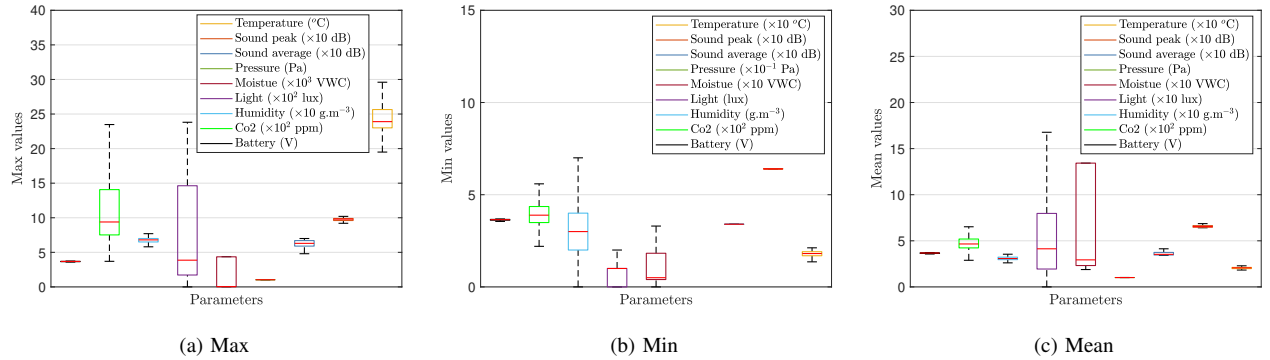 40
35
30
25
20
15
10
5
0
Max values
Temperature (°C)
Sound peak (×10 dB)
Sound average (×10 dB)
Pressure (Pa)
Moistue (×10³ VWC)
Light (×10² lux)
Humidity (×10 g.m⁻³)
Co2 (×10² ppm)
Battery (V)
Parameters
(a) Max
15
10
5
0
Min values
Temperature (×10 °C)
Sound peak (×10 dB)
Sound average (×10 dB)
Pressure (×10⁻¹ Pa)
Moistue (×10 VWC)
Light (lux)
Humidity (g.m⁻³)
Co2 (×10² ppm)
Battery (V)
Parameters
(b) Min
30
25
20
15
10
5
0
Mean values
Temperature (×10 °C)
Sound peak (×10 dB)
Sound average (×10 dB)
Pressure (Pa)
Moistue (×10 VWC)
Light (×10 lux)
Humidity (×10 g.m⁻³)
Co2 (×10² ppm)
Battery (V)
Parameters
(c) Mean